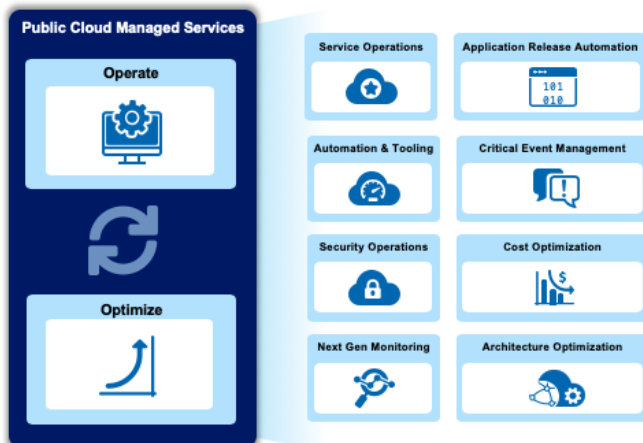 Public Cloud Managed Services
Operate
Optimize
Service Operations
Application Release Automation
101
010
Automation & Tooling
Critical Event Management
!
Security Operations
Cost Optimization
$
Next Gen Monitoring
Architecture Optimization